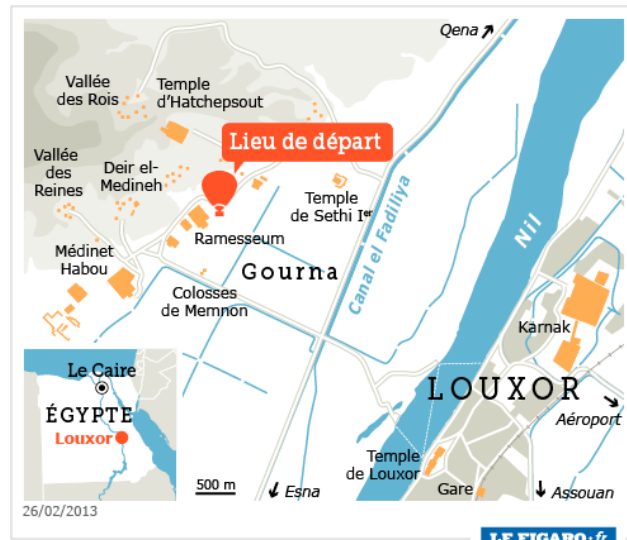 Qena
Vallée
des Rois
Temple
d'Hatchepsout
Lieu de départ
Vallée
des
Reines
Deir el-
Medineh
Temple
de Sethi Ier
Ramesseum
Canal el Fadiliya
Nil
Médinet
Habou
Gourna
Colosses
de Memnon
Karnak
Le Caire
ÉGYPTE
Louxor
LOUXOR
Aéroport
Temple
de Louxor
Gare
500 m
Esna
Assouan
26/02/2013
LE FIGARO·fr